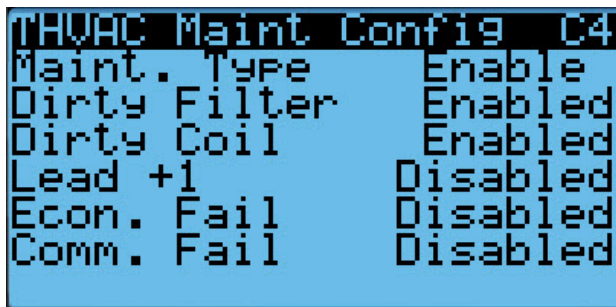 THVAC Maint Config C4
Maint. Type Enable
Dirty Filter Enabled
Dirty Coil Enabled
Lead +1 Disabled
Econ. Fail Disabled
Comm. Fail Disabled